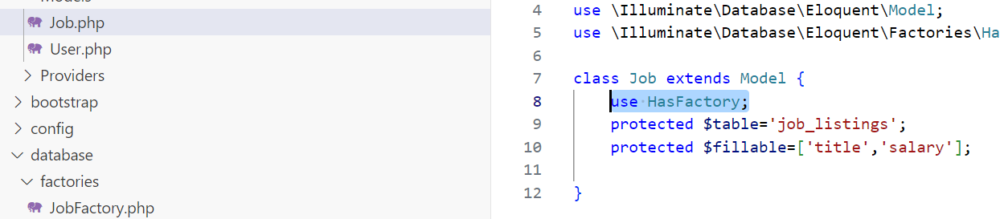 Models
Job.php
User.php
Providers
bootstrap
config
database
factories
JobFactory.php
4 use \Illuminate\Database\Eloquent\Model;
5 use \Illuminate\Database\Eloquent\Factories\Ha
6
7 class Job extends Model {
8 use HasFactory;
9 protected $table='job_listings';
10 protected $fillable=['title','salary'];
11
12 }